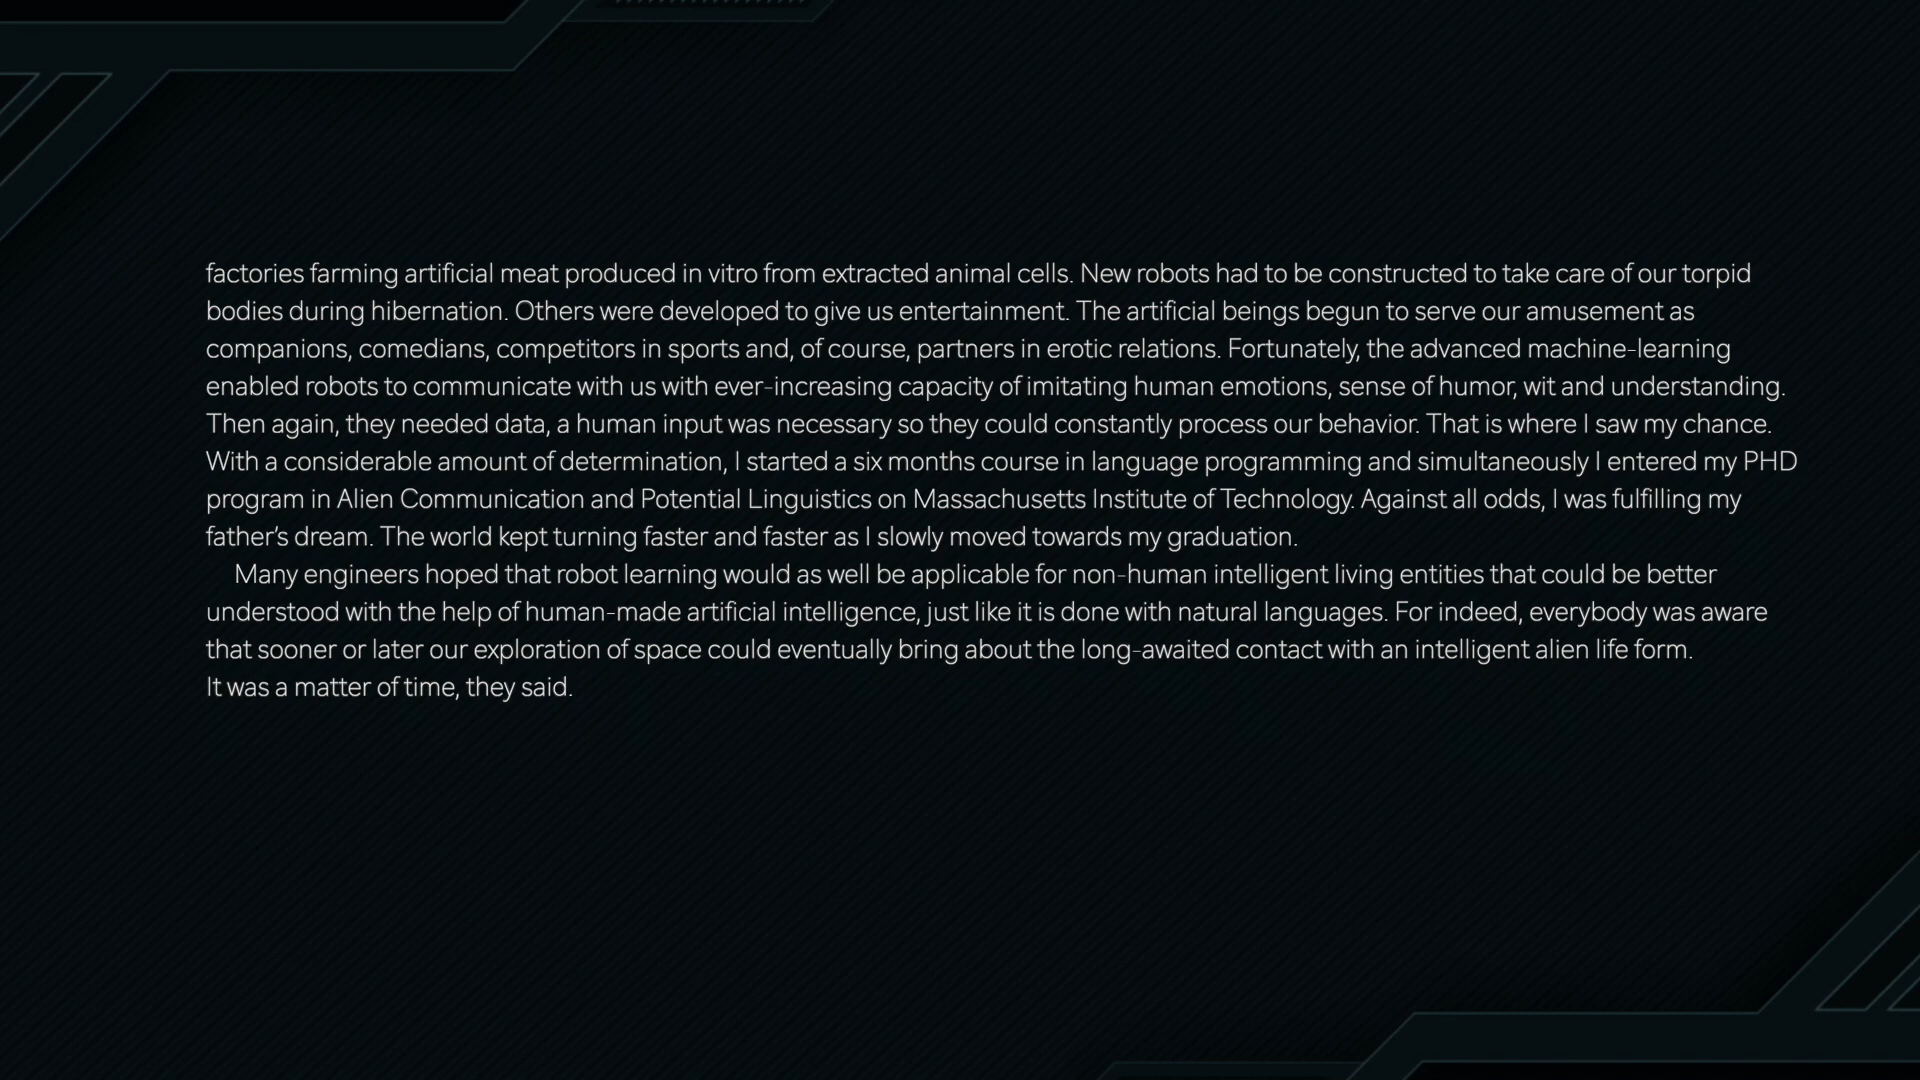 factories farming artificial meat produced in vitro from extracted animal cells. New robots had to be constructed to take care of our torpid
bodies during hibernation. Others were developed to give us entertainment. The artificial beings begun to serve our amusement as
companions, comedians, competitors in sports and, of course, partners in erotic relations. Fortunately, the advanced machine-learning
enabled robots to communicate with us with ever-increasing capacity of imitating human emotions, sense of humor, wit and understanding.
Then again, they needed data, a human input was necessary so they could constantly process our behavior. That is where I saw my chance.
With a considerable amount of determination, I started a six months course in language programming and simultaneously I entered my PHD
program in Alien Communication and Potential Linguistics on Massachusetts Institute of Technology. Against all odds, I was fulfilling my
father’s dream. The world kept turning faster and faster as I slowly moved towards my graduation.
Many engineers hoped that robot learning would as well be applicable for non-human intelligent living entities that could be better
understood with the help of human-made artificial intelligence, just like it is done with natural languages. For indeed, everybody was aware
that sooner or later our exploration of space could eventually bring about the long-awaited contact with an intelligent alien life form.
It was a matter of time, they said.